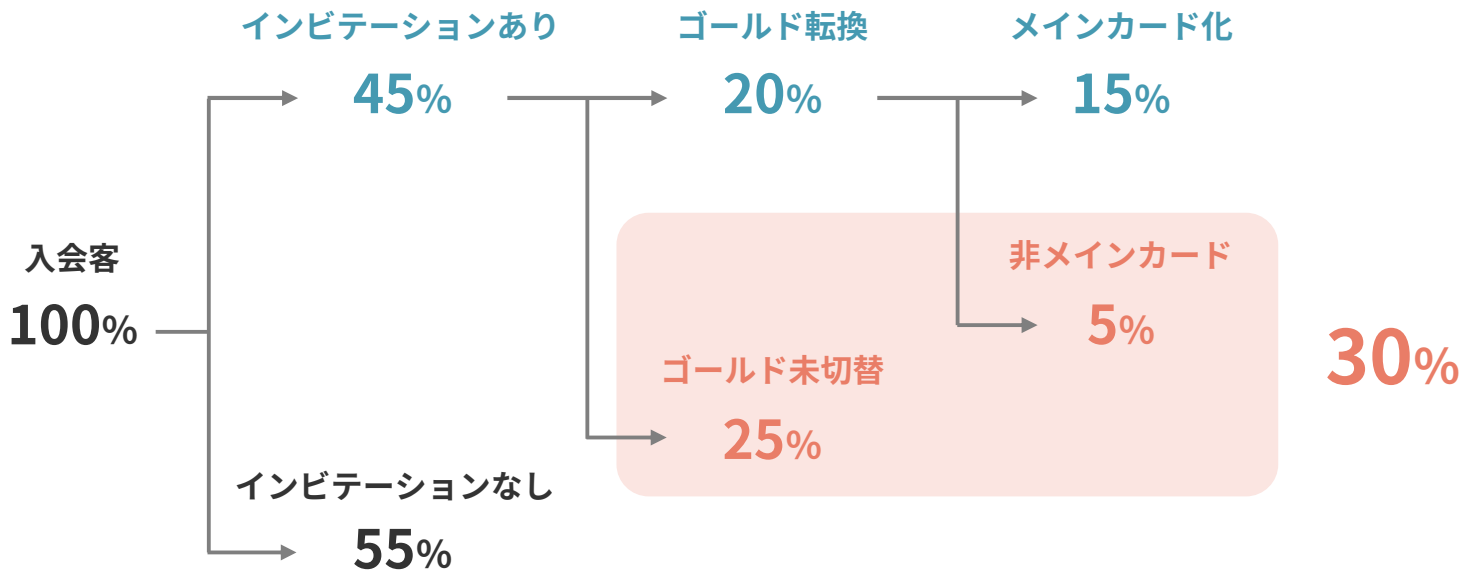 インビテーションあり
45%
ゴールド転換
20%
メインカード化
15%
入会客
100%
非メインカード
5%
ゴールド未切替
25%
30%
インビテーションなし
55%